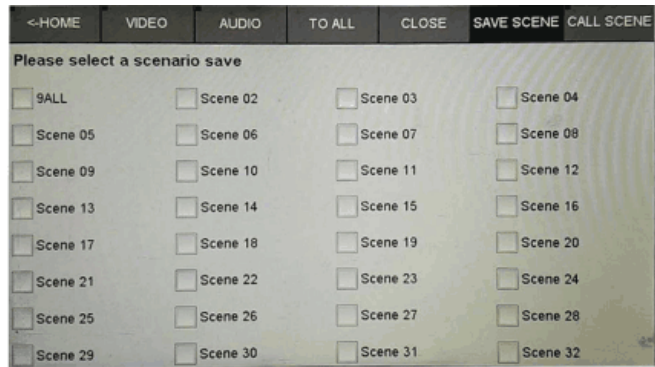 <-HOME VIDEO AUDIO TO ALL CLOSE SAVE SCENE CALL SCENE
Please select a scenario save
9ALL Scene 02 Scene 03 Scene 04
Scene 05 Scene 06 Scene 07 Scene 08
Scene 09 Scene 10 Scene 11 Scene 12
Scene 13 Scene 14 Scene 15 Scene 16
Scene 17 Scene 18 Scene 19 Scene 20
Scene 21 Scene 22 Scene 23 Scene 24
Scene 25 Scene 26 Scene 27 Scene 28
Scene 29 Scene 30 Scene 31 Scene 32